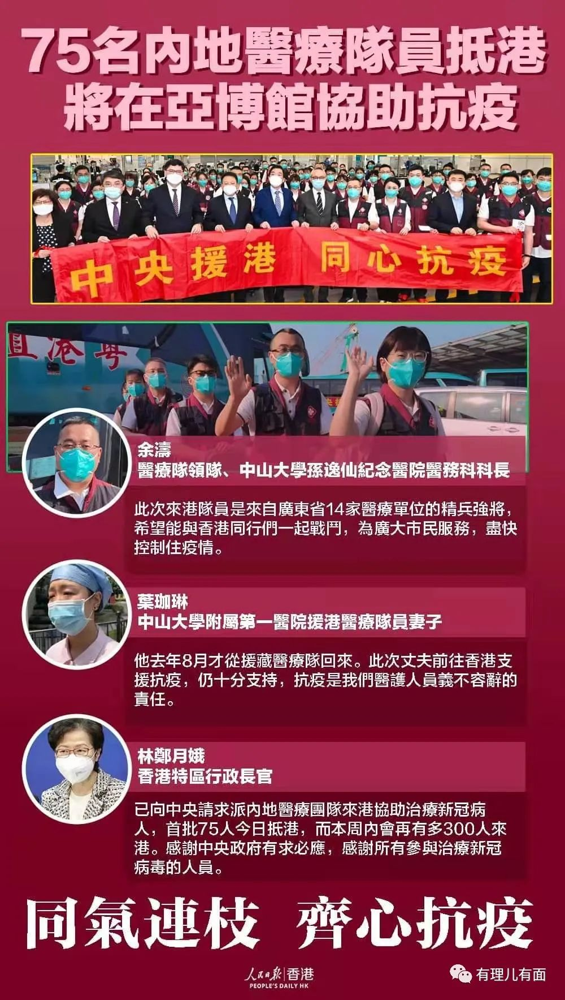 75名內地醫療隊員抵港
將在亞博館協助抗疫
中央援港 同心抗疫
直港粤
余濤
醫療隊領隊、中山大學孫逸仙紀念醫院醫務科科長
此次來港隊員是來自廣東省14家醫療單位的精兵強將，
希望能與香港同行們一起戰鬥，為廣大市民服務，盡快
控制住疫情。
葉珈琳
中山大學附屬第一醫院援港醫療隊員妻子
他去年8月才從援藏醫療隊回來。此次丈夫前往香港支
援抗疫，仍十分支持，抗疫是我們醫護人員義不容辭的
責任。
林鄭月娥
香港特區行政長官
已向中央請求派內地醫療團隊來港協助治療新冠病
人，首批75人今日抵港，而本周內會再有多300人來
港。感謝中央政府有求必應，感謝所有參與治療新冠
病毒的人員。
同氣連枝 齊心抗疫
人民日报|香港
PEOPLE'S DAILY HK
有理儿有面